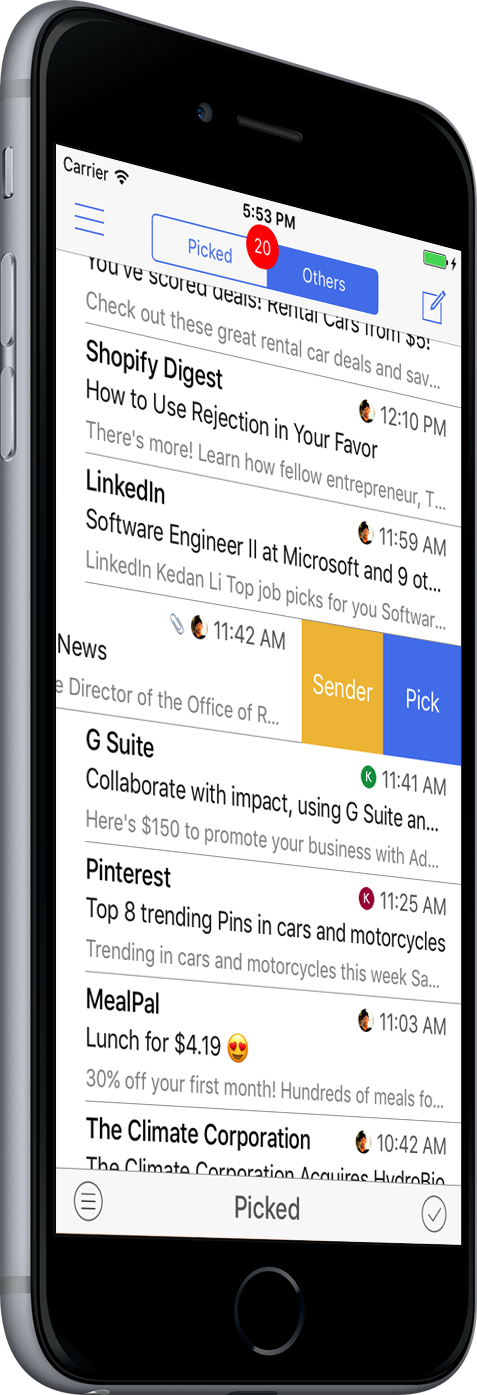 Carrier
5:53 PM
Picked
20
Others
You've scored deals! Rental Cars from $5!
Check out these great rental car deals and sav...
Shopify Digest
12:10 PM
How to Use Rejection in Your Favor
There's more! Learn how fellow entrepreneur, T...
LinkedIn
11:59 AM
Software Engineer II at Microsoft and 9 ot...
LinkedIn Kedan Li Top job picks for you Softwar...
11:42 AM
News
e Director of the Office of R...
Sender
Pick
G Suite
K 11:41 AM
Collaborate with impact, using G Suite an...
Here's $150 to promote your business with Ad...
Pinterest
K 11:25 AM
Top 8 trending Pins in cars and motorcycles
Trending in cars and motorcycles this week Sa...
MealPal
11:03 AM
Lunch for $4.19 😍
30% off your first month! Hundreds of meals fo...
The Climate Corporation
10:42 AM
The Climate Corporation Acquires HydroBio
Picked